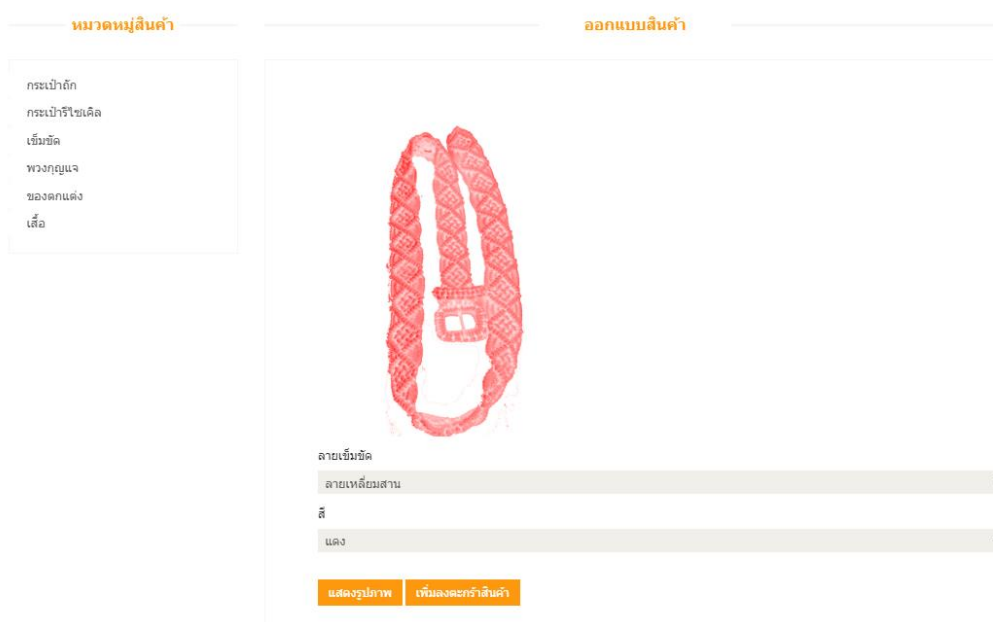 หมวดหมู่สินค้า
กระเป๋าถัก
กระเป๋ารีไซเคิล
เข็มขัด
พวงกุญแจ
ของตกแต่ง
เสื้อ
ออกแบบสินค้า
ลายเข็มขัด
ลายเหลี่ยมสาน
สี
แดง
แสดงรูปภาพ
เพิ่มลงตะกร้าสินค้า